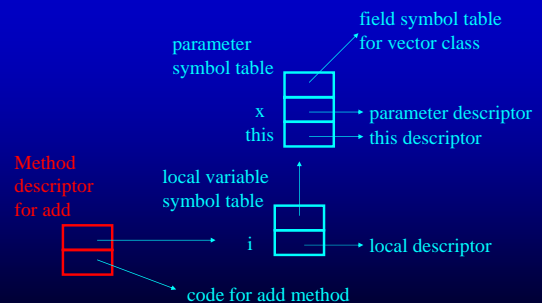 field symbol table
for vector class
parameter
symbol table
x
parameter descriptor
this
this descriptor
Method
descriptor
for add
local variable
symbol table
i
local descriptor
code for add method